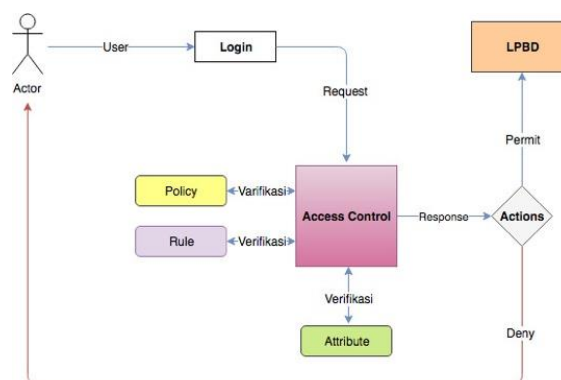 User
Login
LPBD
Actor
Request
Permit
Policy
Varifikasi
Access Control
Response
Actions
Rule
Verifikasi
Verifikasi
Deny
Attribute